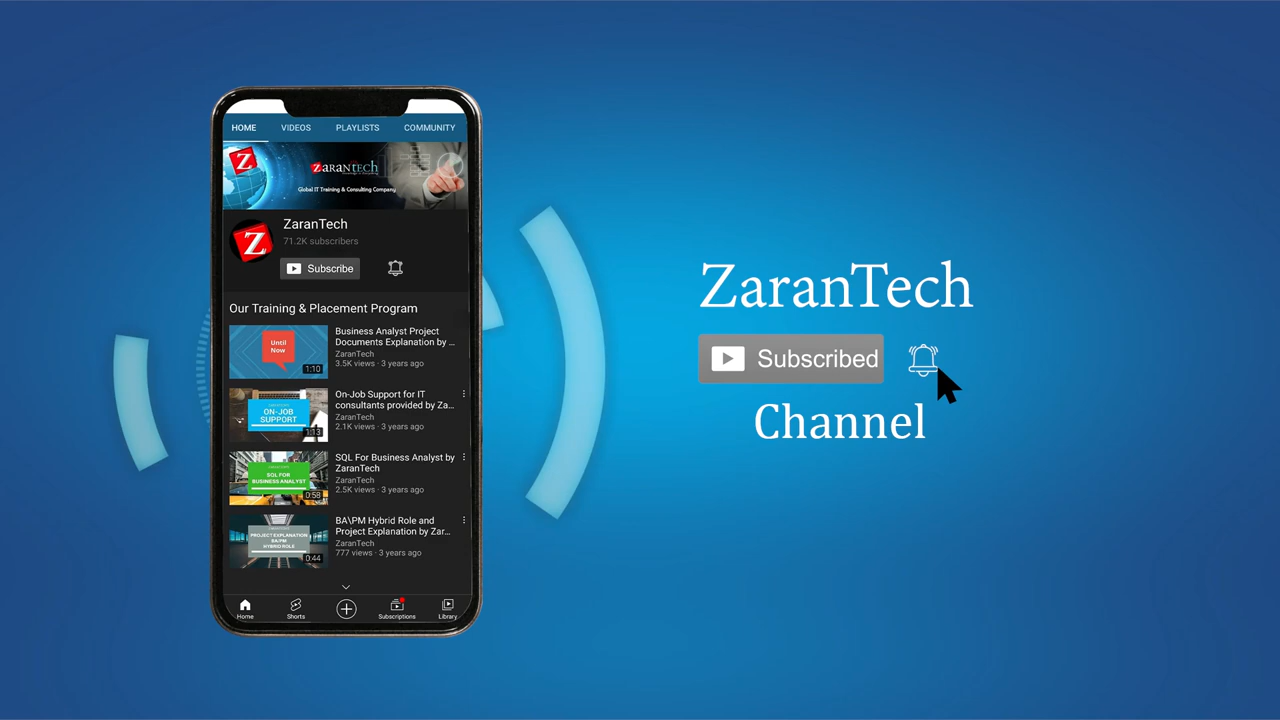 HOME VIDEOS PLAYLISTS COMMUNITY
Z
ZARANTECH
Global IT Training & Consulting Company
Z
ZaranTech
71.2K subscribers
Subscribe
Our Training & Placement Program
Until
Now
1:10
Business Analyst Project
Documents Explanation by ...
ZaranTech
3.5K views · 3 years ago
ON-JOB
SUPPORT
1:13
On-Job Support for IT
consultants provided by Za...
ZaranTech
2.1K views · 3 years ago
SQL FOR
BUSINESS ANALYST
0:58
SQL For Business Analyst by
ZaranTech
ZaranTech
2.5K views · 3 years ago
PROJECT EXPLANATION
BA/PM
HYBRID ROLE
0:44
BA\PM Hybrid Role and
Project Explanation by Zar...
ZaranTech
777 views · 3 years ago
Home Shorts Subscriptions Library
ZaranTech
Subscribed
Channel